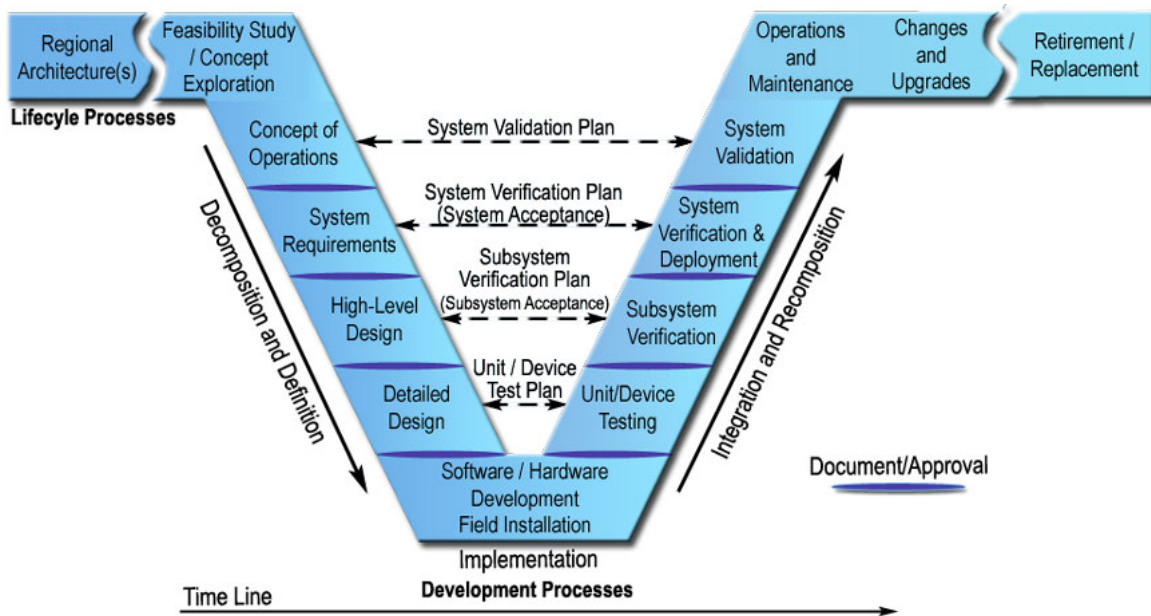 Regional
Architecture(s)
Feasibility Study
/ Concept
Exploration
Operations
and
Maintenance
Changes
and
Upgrades
Retirement /
Replacement
Lifecyle Processes
Concept of
Operations
System Validation Plan
System
Validation
System
Requirements
System Verification Plan
(System Acceptance)
System
Verification &
Deployment
High-Level
Design
Subsystem
Verification Plan
(Subsystem Acceptance)
Subsystem
Verification
Detailed
Design
Unit / Device
Test Plan
Unit/Device
Testing
Decomposition and Definition
Integration and Recomposition
Software / Hardware
Development
Field Installation
Document/Approval
Implementation
Development Processes
Time Line